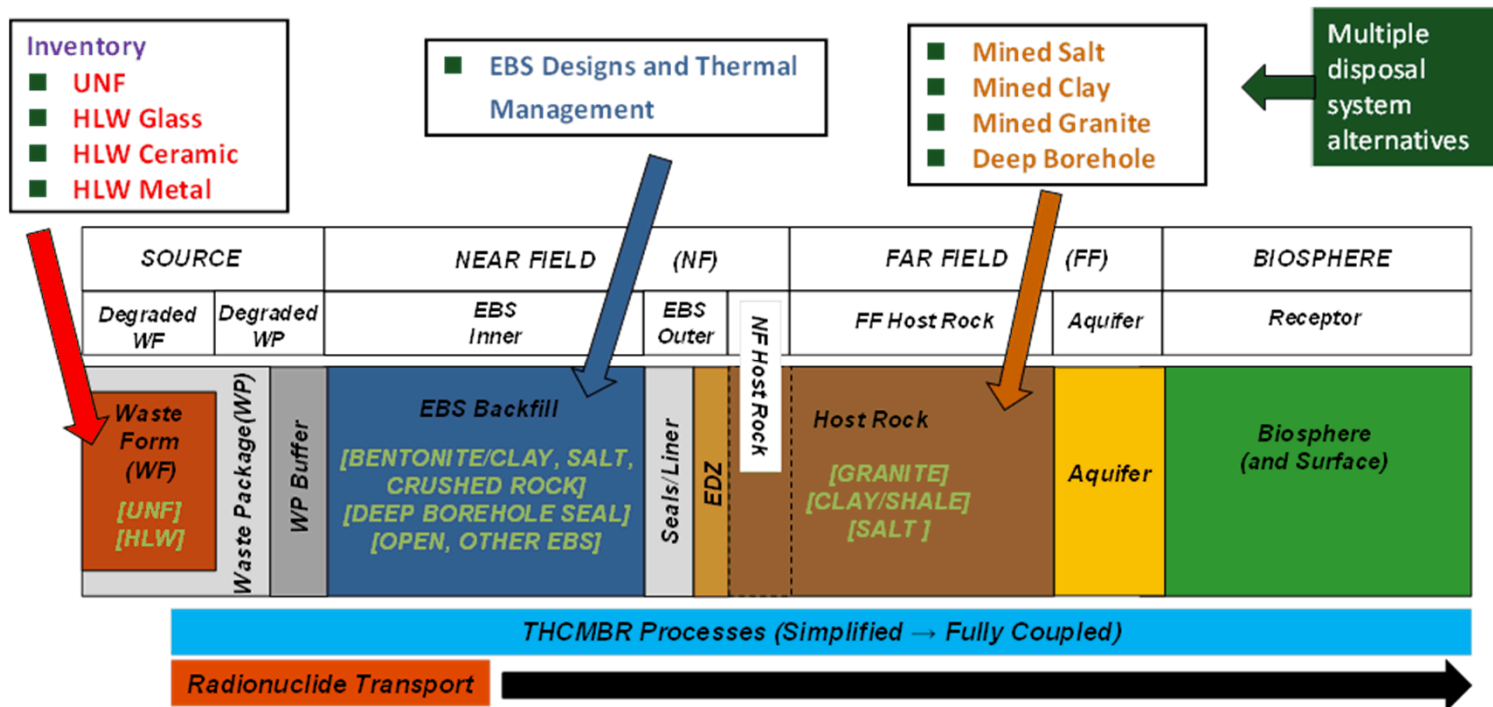 Inventory
UNF
HLW Glass
HLW Ceramic
HLW Metal
EBS Designs and Thermal
Management
Mined Salt
Mined Clay
Mined Granite
Deep Borehole
Multiple
disposal
system
alternatives
SOURCE
NEAR FIELD (NF)
FAR FIELD (FF)
BIOSPHERE
Degraded
WF
Degraded
WP
EBS
Inner
EBS
Outer
NF Host Rock
FF Host Rock
Aquifer
Receptor
Waste
Form
(WF)
[UNF]
[HLW]
Waste Package(WP)
WP Buffer
EBS Backfill
[BENTONITE/CLAY, SALT,
CRUSHED ROCK]
[DEEP BOREHOLE SEAL]
[OPEN, OTHER EBS]
Seals/Liner
EDZ
Host Rock
[GRANITE]
[CLAY/SHALE]
[SALT ]
Aquifer
Biosphere
(and Surface)
THCMBR Processes (Simplified → Fully Coupled)
Radionuclide Transport